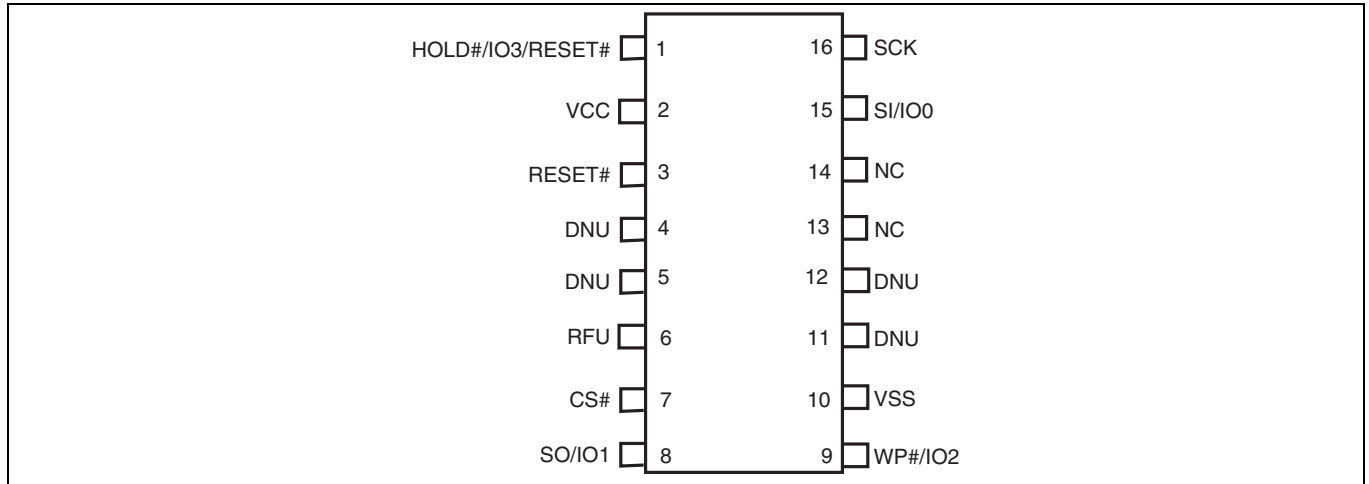 HOLD#/IO3/RESET# 1 16 SCK
VCC 2 15 SI/IO0
RESET# 3 14 NC
DNU 4 13 NC
DNU 5 12 DNU
RFU 6 11 DNU
CS# 7 10 VSS
SO/IO1 8 9 WP#/IO2